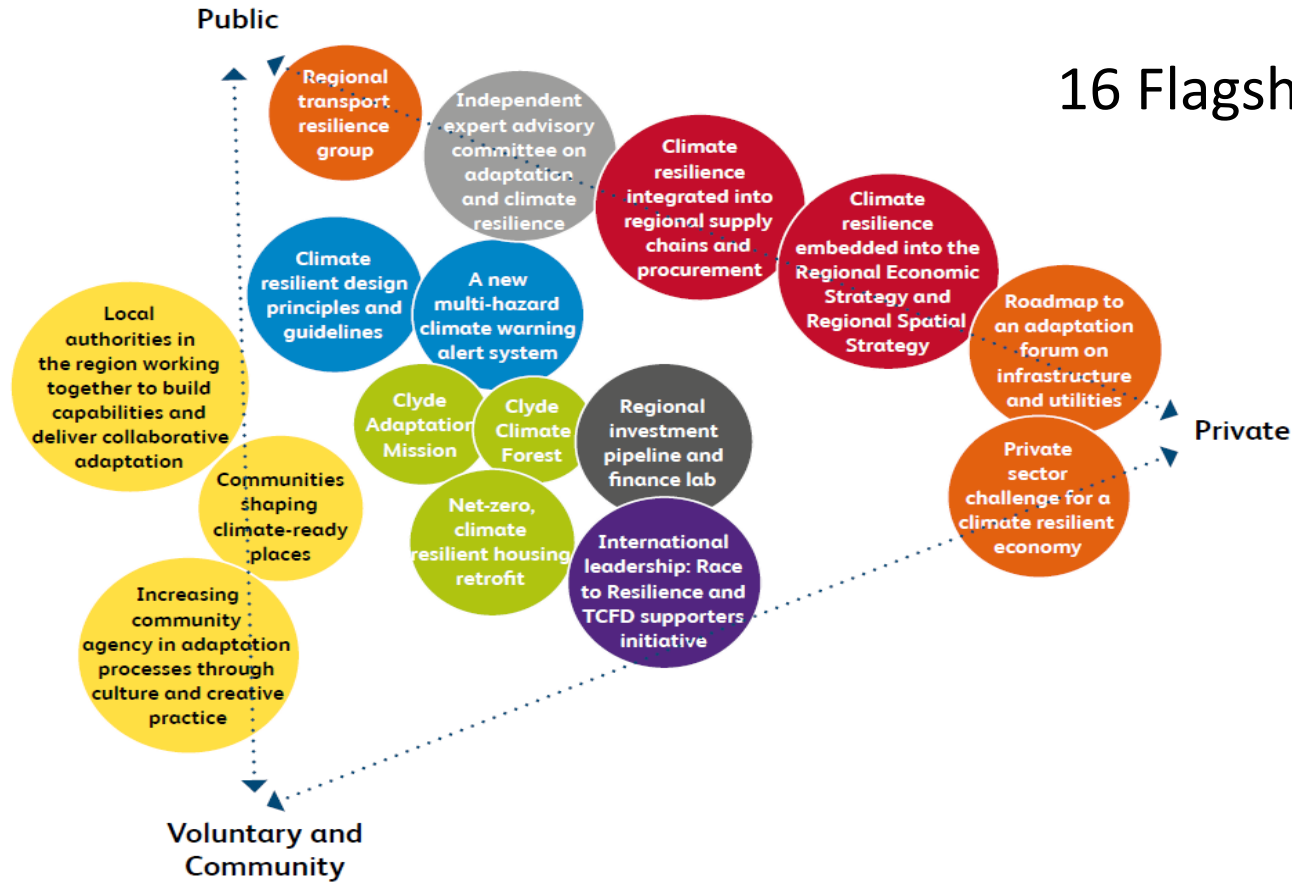 Public
16 Flagsh
Regional
transport
resilience
group
Independent
expert advisory
committee on
adaptation
and climate
resilience
Climate
resilience
integrated into
regional supply
chains and
procurement
Climate
resilience
embedded into the
Regional Economic
Strategy and
Regional Spatial
Strategy
Roadmap to
an adaptation
forum on
infrastructure
and utilities
Private
Private
sector
challenge for a
climate resilient
economy
Climate
resilient design
principles and
guidelines
A new
multi-hazard
climate warning
alert system
Local
authorities in
the region working
together to build
capabilities and
deliver collaborative
adaptation
Clyde
Adaptation
Mission
Clyde
Climate
Forest
Regional
investment
pipeline and
finance lab
Communities
shaping
climate-ready
places
Net-zero,
climate
resilient housing
retrofit
International
leadership: Race
to Resilience and
TCFD supporters
initiative
Increasing
community
agency in adaptation
processes through
culture and creative
practice
Voluntary and
Community